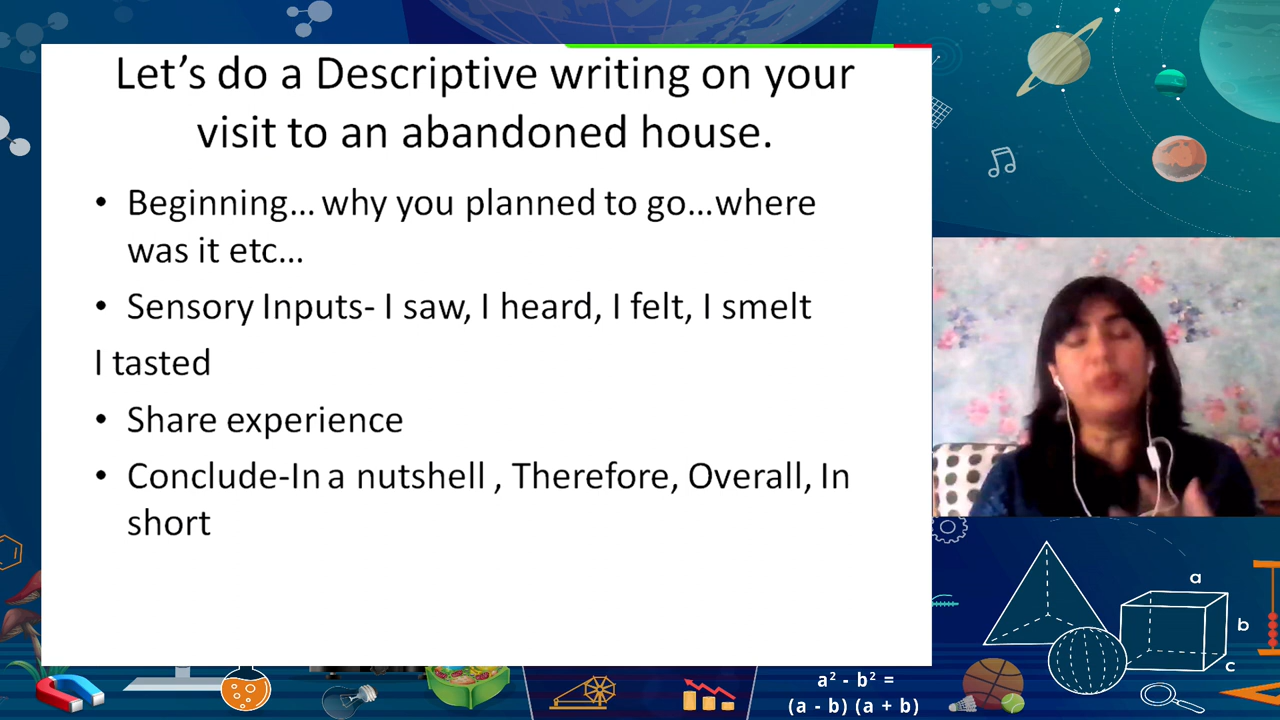 Let's do a Descriptive writing on your
visit to an abandoned house.
• Beginning... why you planned to go...where
was it etc...
• Sensory Inputs- I saw, I heard, I felt, I smelt
I tasted
• Share experience
• Conclude-In a nutshell , Therefore, Overall, In
short
a
b
c
a² - b² =
(a - b) (a + b)